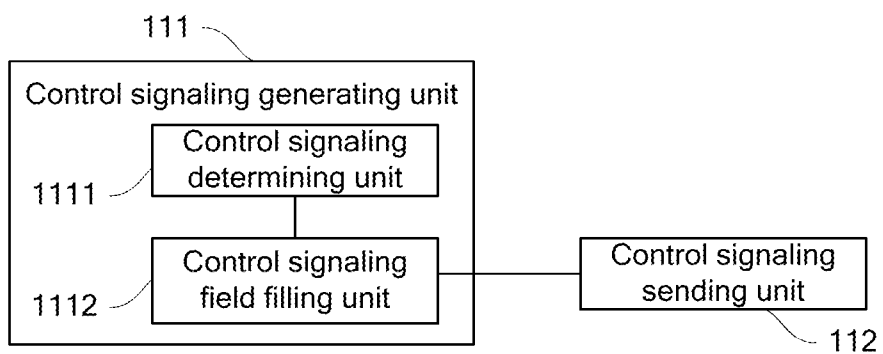 111
Control signaling generating unit
Control signaling
determining unit
1111
Control signaling
field filling unit
1112
Control signaling
sending unit
112